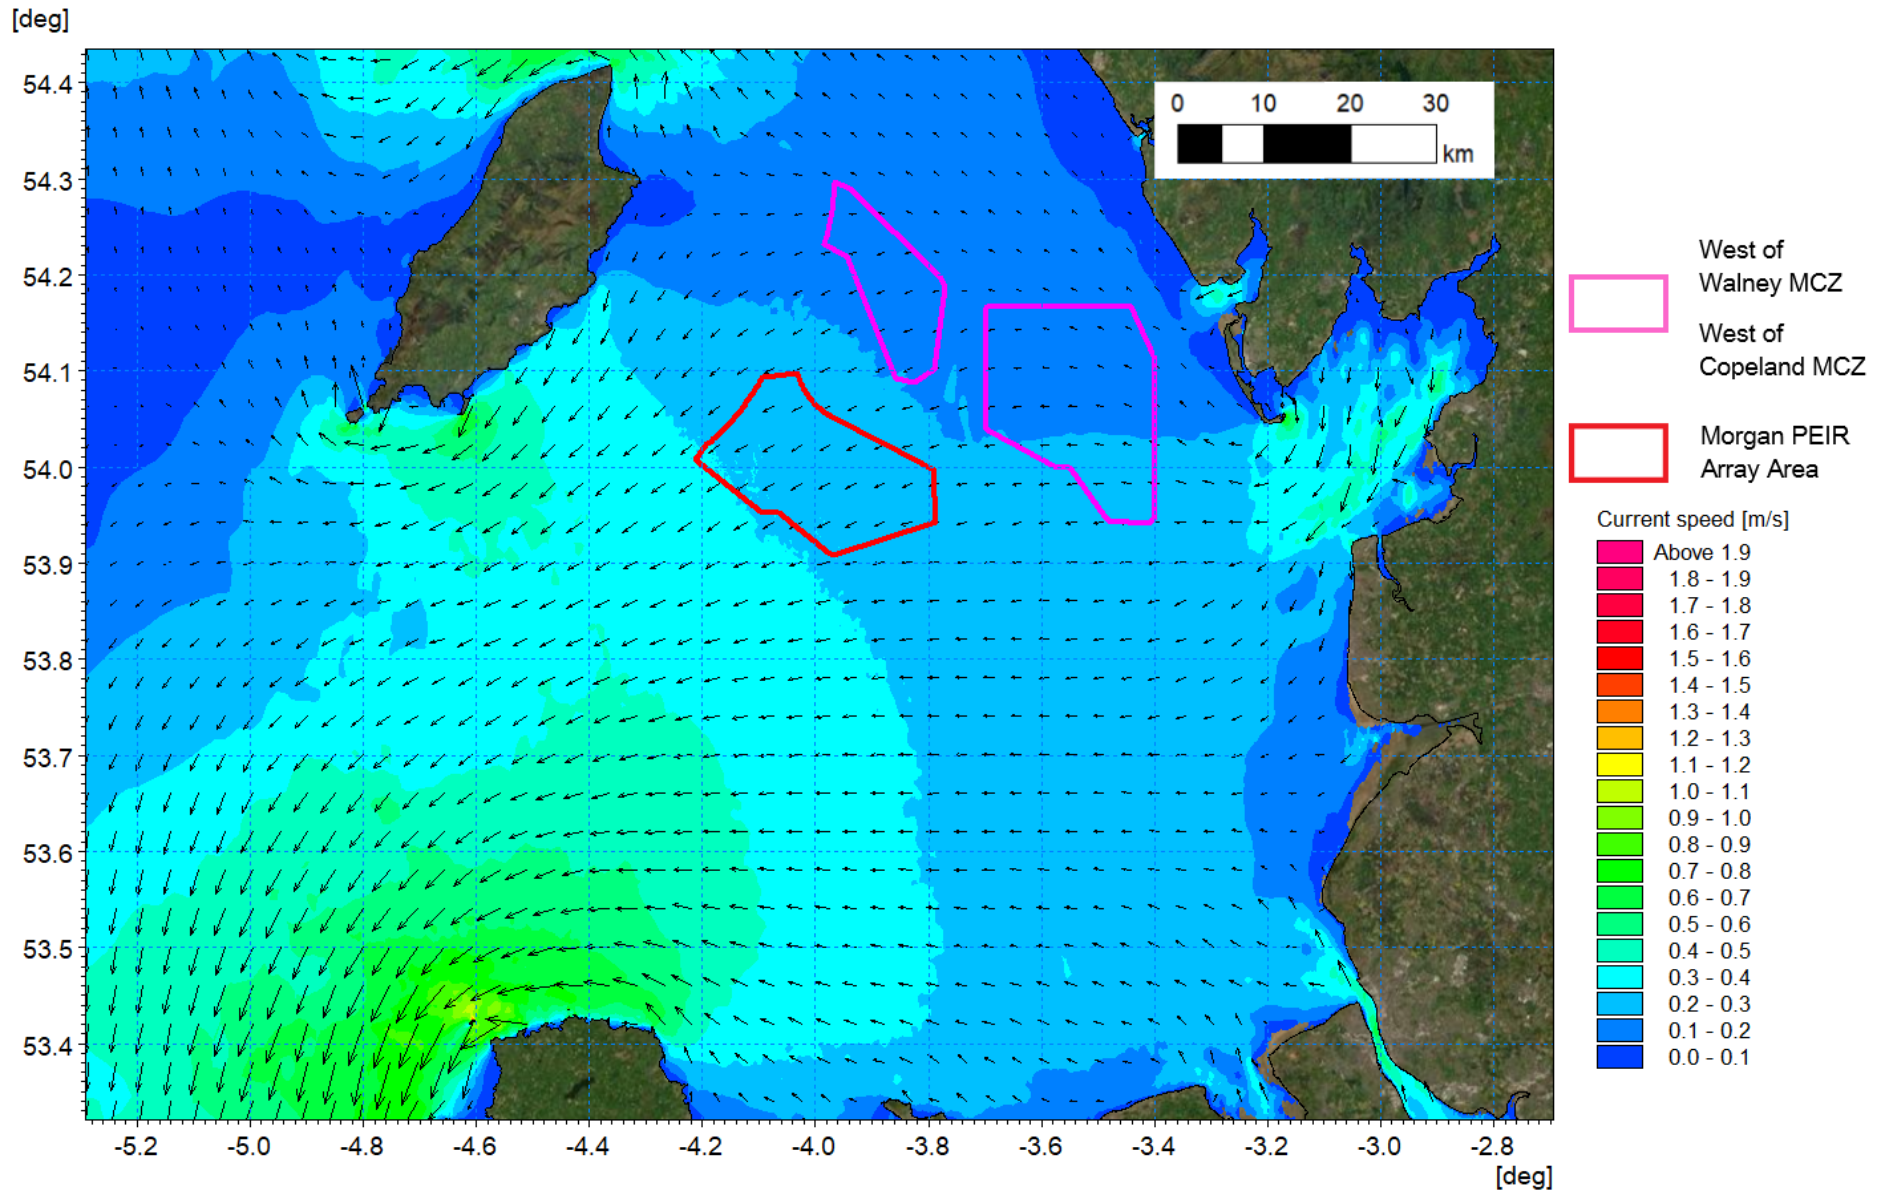 [deg]
54.4
54.3
54.2
54.1
54.0
53.9
53.8
53.7
53.6
53.5
53.4
0 10 20 30
km
-5.2 -5.0 -4.8 -4.6 -4.4 -4.2 -4.0 -3.8 -3.6 -3.4 -3.2 -3.0 -2.8
[deg]
West of
Walney MCZ
West of
Copeland MCZ
Morgan PEIR
Array Area
Current speed [m/s]
Above 1.9
1.8 - 1.9
1.7 - 1.8
1.6 - 1.7
1.5 - 1.6
1.4 - 1.5
1.3 - 1.4
1.2 - 1.3
1.1 - 1.2
1.0 - 1.1
0.9 - 1.0
0.8 - 0.9
0.7 - 0.8
0.6 - 0.7
0.5 - 0.6
0.4 - 0.5
0.3 - 0.4
0.2 - 0.3
0.1 - 0.2
0.0 - 0.1